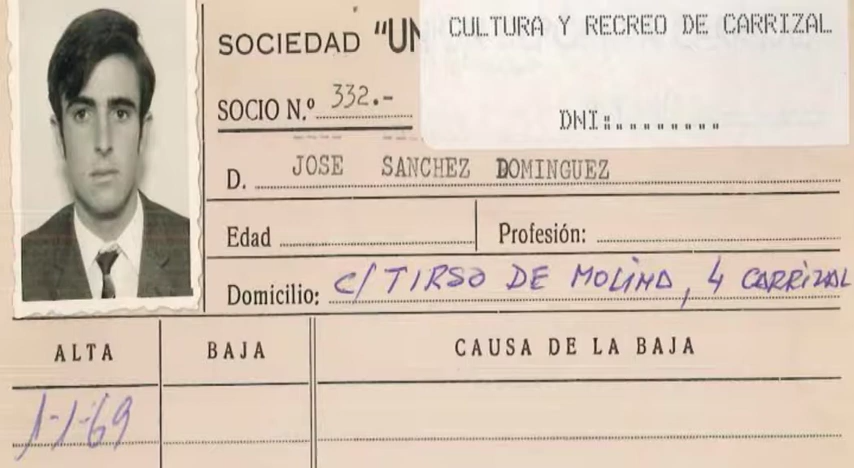 SOCIEDAD "UN
CULTURA Y RECREO DE CARRIZAL
SOCIO N.º 332.-
DNI:.........
D. JOSE SANCHEZ DOMINGUEZ
Edad
Profesión:
Domicilio: C/ TIRSO DE MOLINA, 4 CARRIZAL
ALTA BAJA CAUSA DE LA BAJA
1-1-69